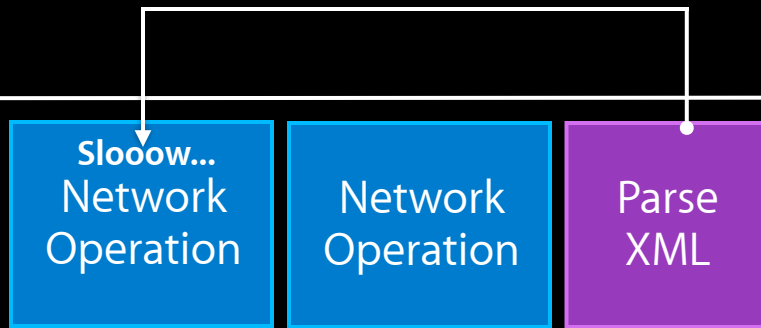 Slooow...
Network
Operation
Network
Operation
Parse
XML